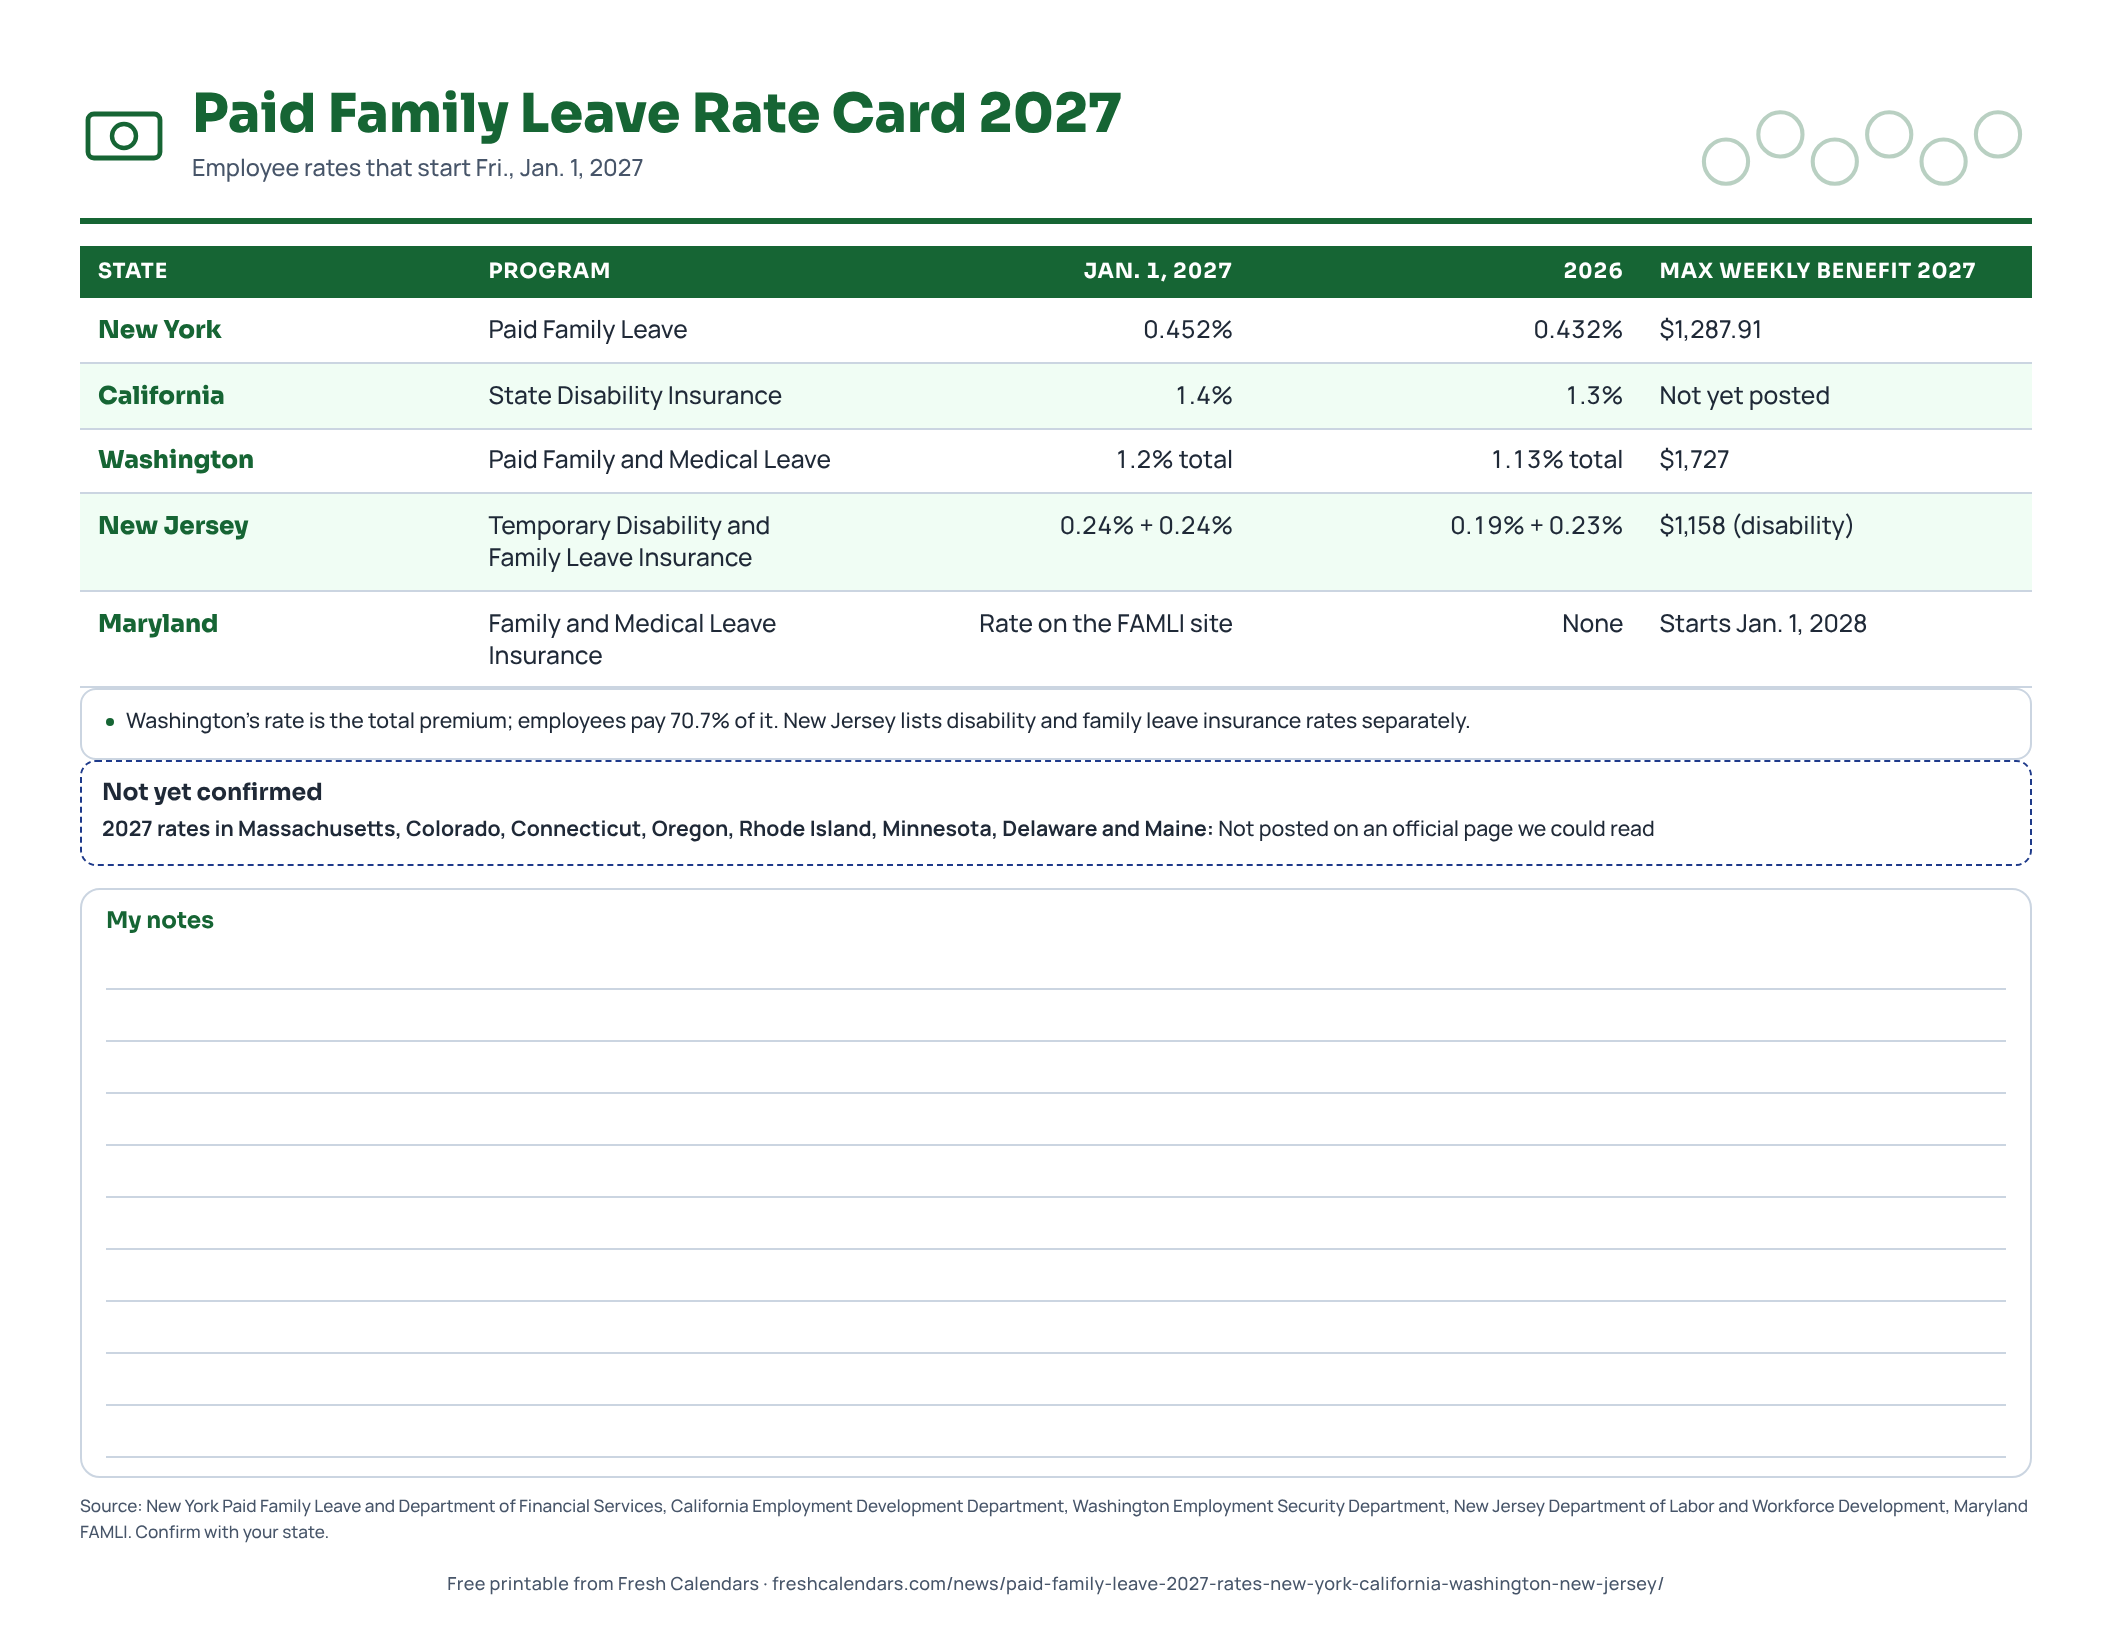 Paid Family Leave Rate Card 2027
Employee rates that start Fri., Jan. 1, 2027
STATE PROGRAM JAN. 1, 2027 2026 MAX WEEKLY BENEFIT 2027
New York Paid Family Leave 0.452% 0.432% $1,287.91
California State Disability Insurance 1.4% 1.3% Not yet posted
Washington Paid Family and Medical Leave 1.2% total 1.13% total $1,727
New Jersey Temporary Disability and 0.24% + 0.24% 0.19% + 0.23% $1,158 (disability)
Family Leave Insurance
Maryland Family and Medical Leave Rate on the FAMLI site None Starts Jan. 1, 2028
Insurance
• Washington's rate is the total premium; employees pay 70.7% of it. New Jersey lists disability and family leave insurance rates separately.
Not yet confirmed
2027 rates in Massachusetts, Colorado, Connecticut, Oregon, Rhode Island, Minnesota, Delaware and Maine: Not posted on an official page we could read
My notes
Source: New York Paid Family Leave and Department of Financial Services, California Employment Development Department, Washington Employment Security Department, New Jersey Department of Labor and Workforce Development, Maryland
FAMLI. Confirm with your state.
Free printable from Fresh Calendars · freshcalendars.com/news/paid-family-leave-2027-rates-new-york-california-washington-new-jersey/